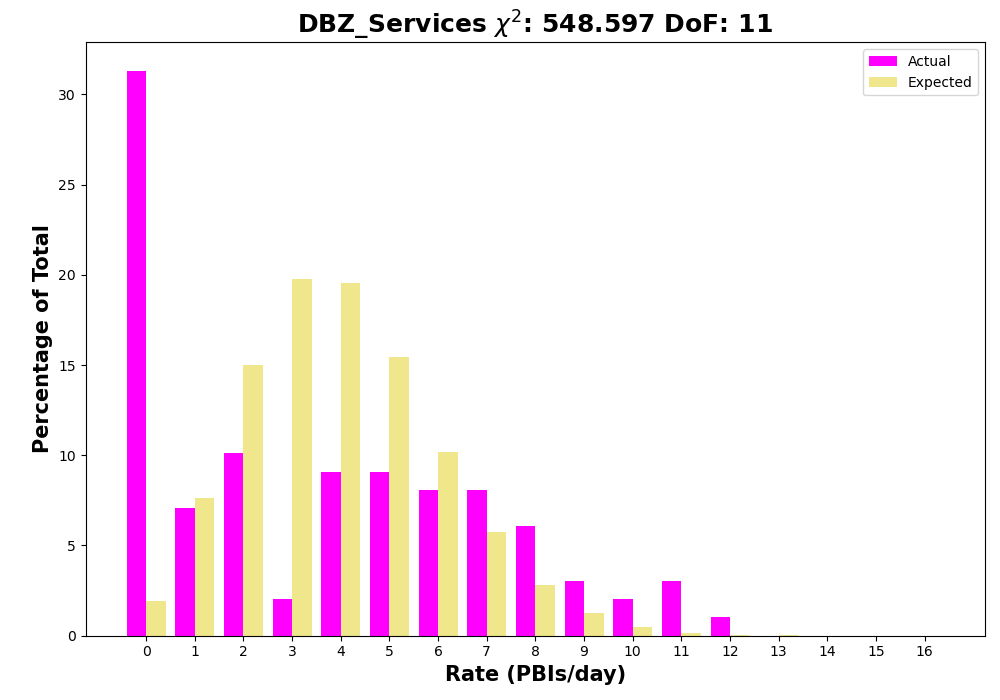 DBZ_Services χ²: 548.597 DoF: 11
Actual
Expected
Percentage of Total
30
25
20
15
10
5
0
0 1 2 3 4 5 6 7 8 9 10 11 12 13 14 15 16
Rate (PBIs/day)